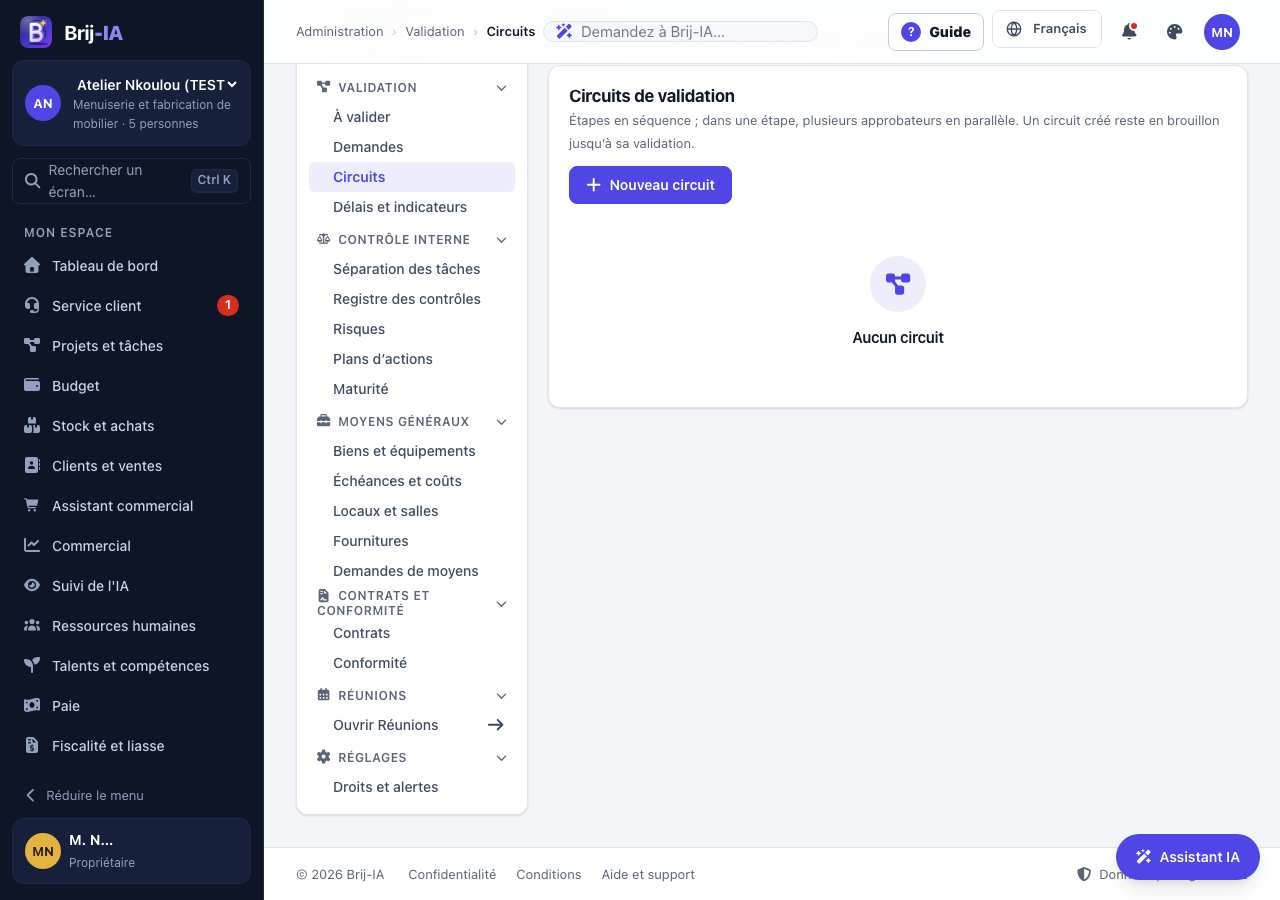 Brij-IA
AN
Atelier Nkoulou (TEST
Menuiserie et fabrication de
mobilier · 5 personnes
Rechercher un
écran...
Ctrl K
MON ESPACE
Tableau de bord
Service client
1
Projets et tâches
Budget
Stock et achats
Clients et ventes
Assistant commercial
Commercial
Suivi de l'IA
Ressources humaines
Talents et compétences
Paie
Fiscalité et liasse
Réduire le menu
MN
M. N...
Propriétaire
Administration › Validation › Circuits
Demandez à Brij-IA...
? Guide
Français
MN
VALIDATION
À valider
Demandes
Circuits
Délais et indicateurs
CONTRÔLE INTERNE
Séparation des tâches
Registre des contrôles
Risques
Plans d'actions
Maturité
MOYENS GÉNÉRAUX
Biens et équipements
Échéances et coûts
Locaux et salles
Fournitures
Demandes de moyens
CONTRATS ET
CONFORMITÉ
Contrats
Conformité
RÉUNIONS
Ouvrir Réunions
RÉGLAGES
Droits et alertes
Circuits de validation
Étapes en séquence ; dans une étape, plusieurs approbateurs en parallèle. Un circuit créé reste en brouillon
jusqu'à sa validation.
Nouveau circuit
Aucun circuit
© 2026 Brij-IA
Confidentialité
Conditions
Aide et support
Assistant IA